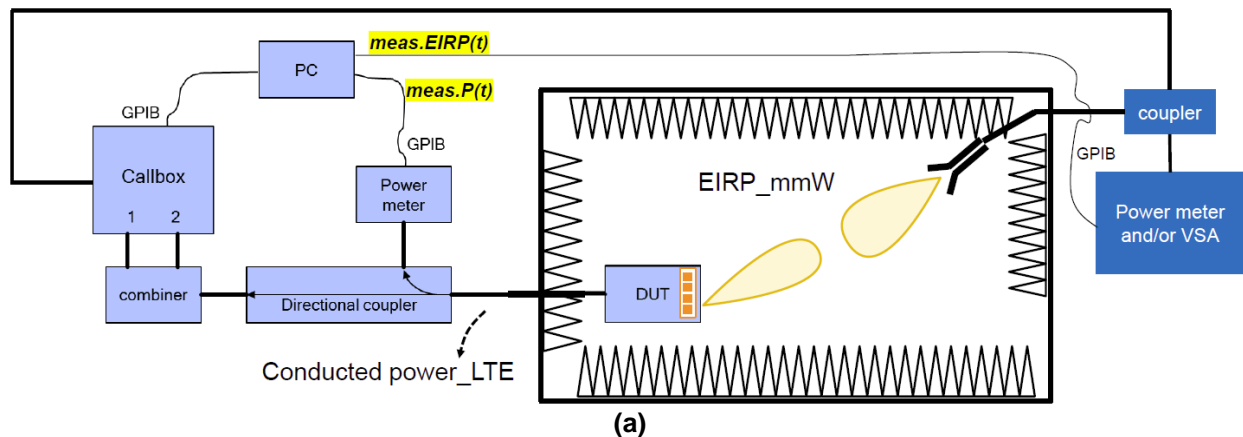 meas.EIRP(t)
PC
meas.P(t)
GPIB
GPIB
coupler
Callbox
1 2
Power
meter
EIRP_mmW
GPIB
Power meter
and/or VSA
combiner
Directional coupler
DUT
Conducted power_LTE
(a)